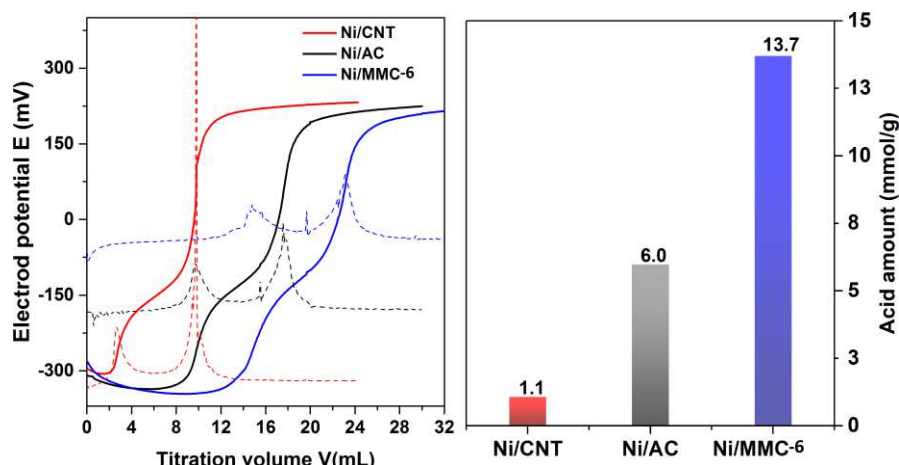 Ni/CNT
Ni/AC
Ni/MMC-6
Electrod potential E (mV)
300
150
0
-150
-300
0 4 8 12 16 20 24 28 32
Titration volume V(mL)
1.1
6.0
13.7
15
13
10
8
5
3
0
Acid amount (mmol/g)
Ni/CNT Ni/AC Ni/MMC-6